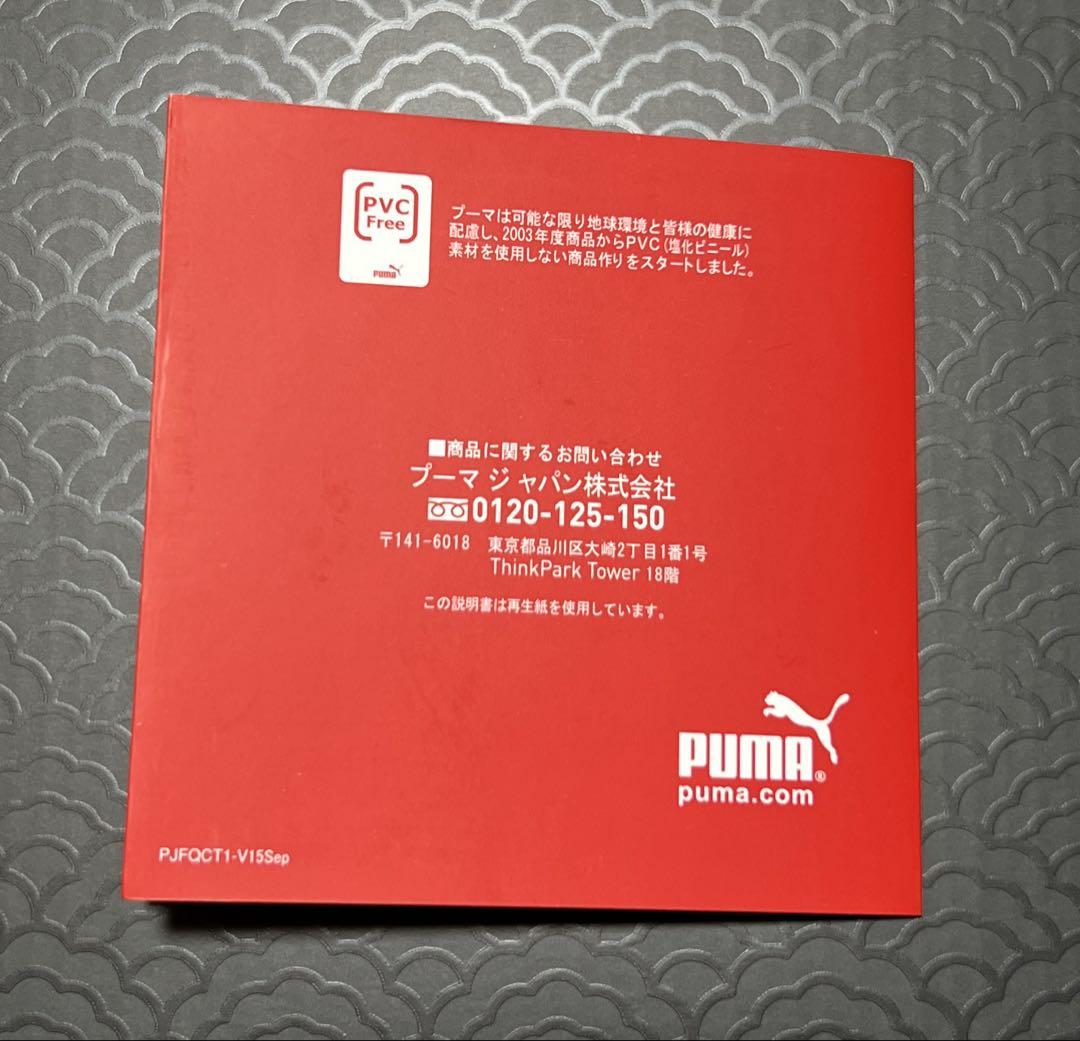 PVC
Free
PUMA
プーマは可能な限り地球環境と皆様の健康に
配慮し、2003年度商品からPVC(塩化ビニール)
素材を使用しない商品作りをスタートしました。
■商品に関するお問い合わせ
プーマ ジャパン株式会社
0120-125-150
〒141-6018 東京都品川区大崎2丁目1番1号
ThinkPark Tower 18階
この説明書は再生紙を使用しています。
PUMA®
puma.com
PJFQCT1-V15Sep